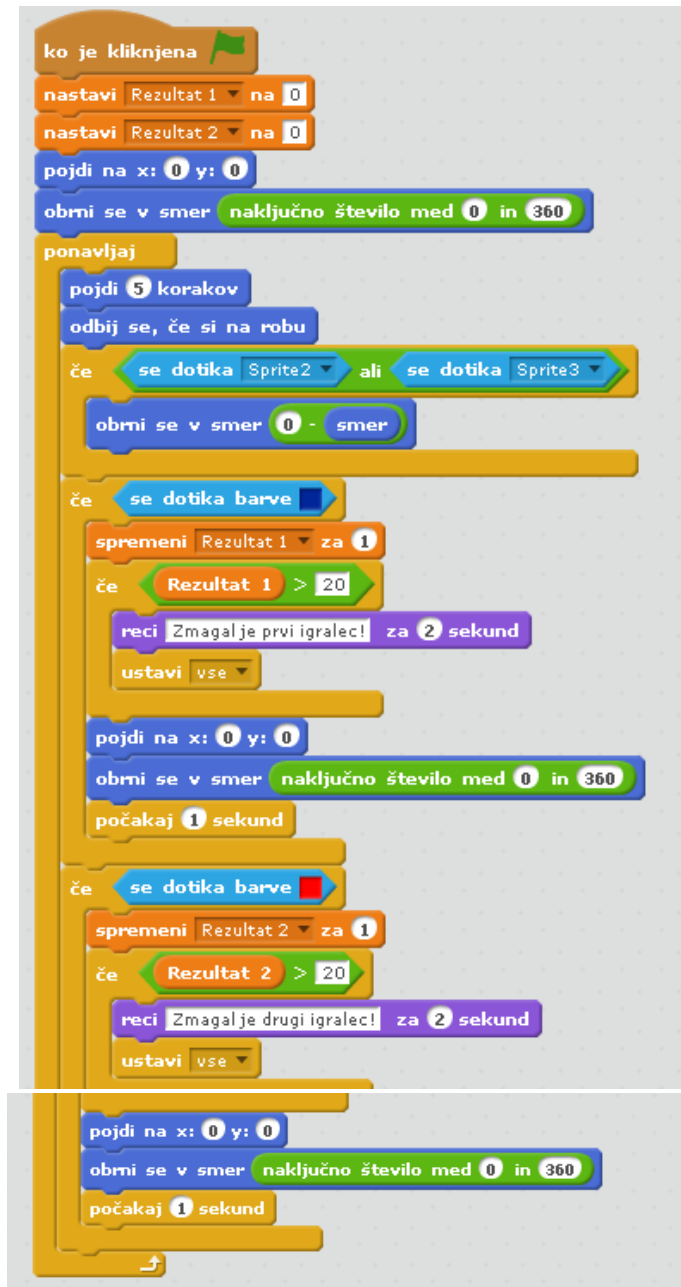 ko je kliknjena
nastavi Rezultat 1 na 0
nastavi Rezultat 2 na 0
pojdi na x: 0 y: 0
obrni se v smer naključno število med 0 in 360
ponavljaj
pojdi 5 korakov
odbij se, če si na robu
če se dotika Sprite2 ali se dotika Sprite3
obrni se v smer 0 - smer
če se dotika barve
spremeni Rezultat 1 za 1
če Rezultat 1 > 20
reci Zmagal je prvi igralec! za 2 sekund
ustavi vse
pojdi na x: 0 y: 0
obrni se v smer naključno število med 0 in 360
počakaj 1 sekund
če se dotika barve
spremeni Rezultat 2 za 1
če Rezultat 2 > 20
reci Zmagal je drugi igralec! za 2 sekund
ustavi vse
pojdi na x: 0 y: 0
obrni se v smer naključno število med 0 in 360
počakaj 1 sekund